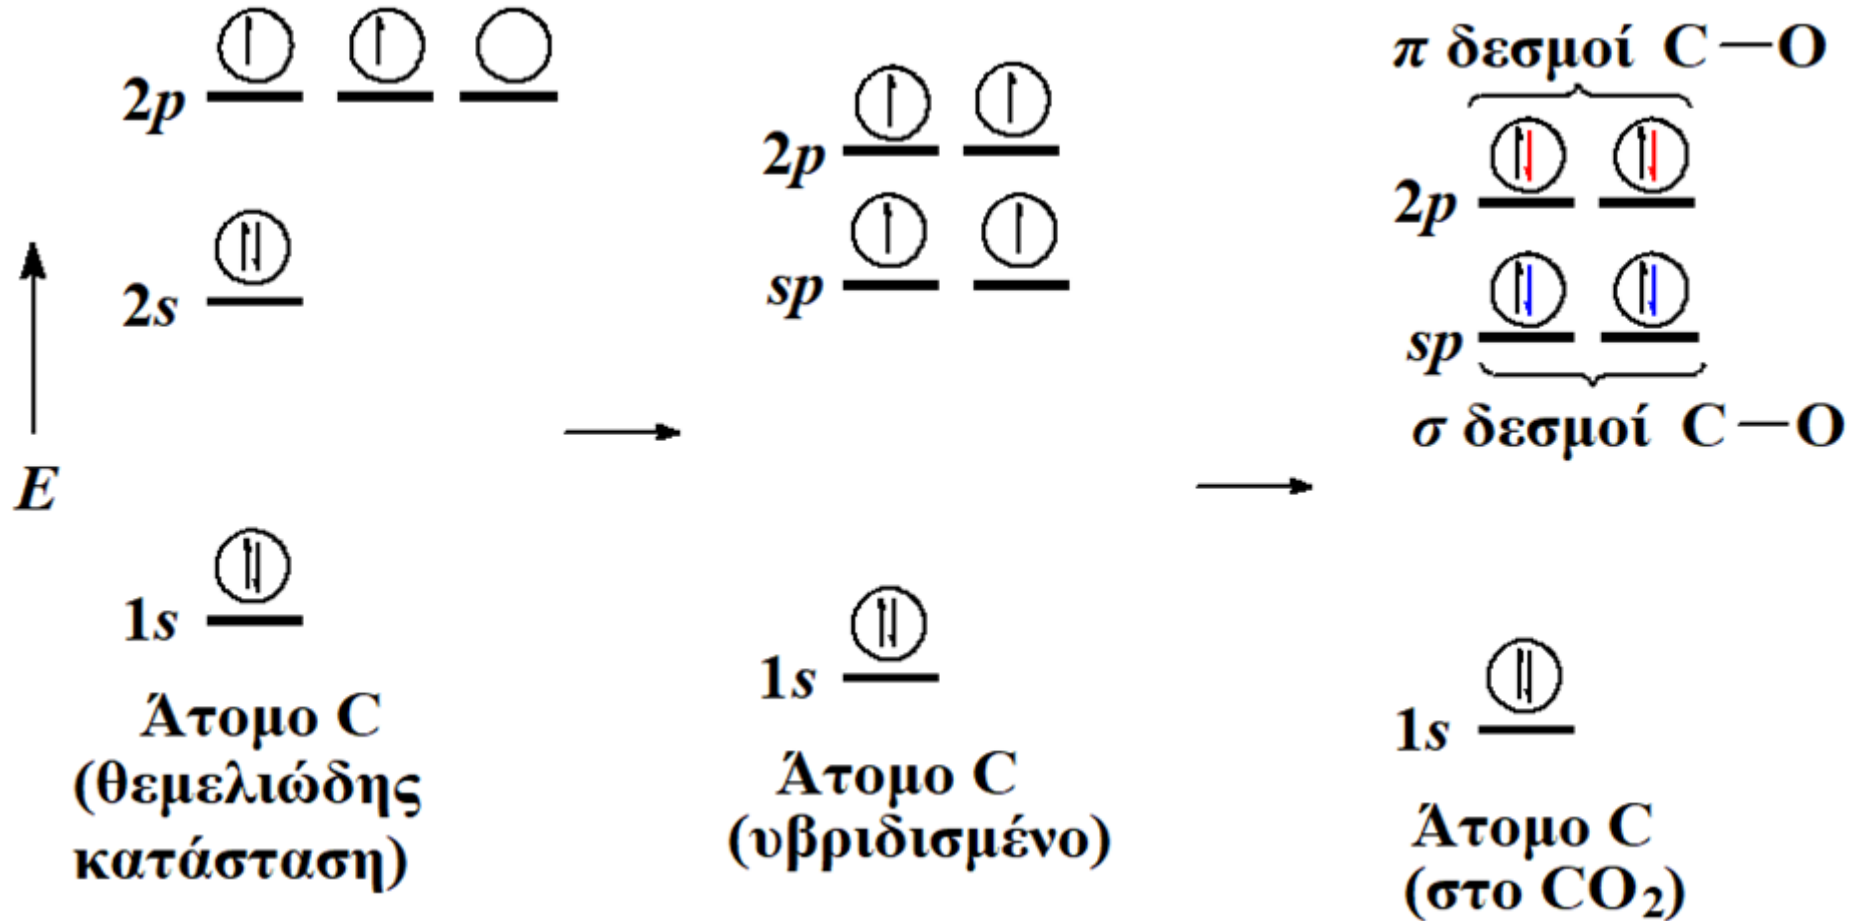 2p
2s
E
1s
Άτομο C
(θεμελιώδης
κατάσταση)
2p
sp
1s
Άτομο C
(υβριδισμένο)
π δεσμοί C—O
2p
sp
σ δεσμοί C—O
1s
Άτομο C
(στο CO₂)